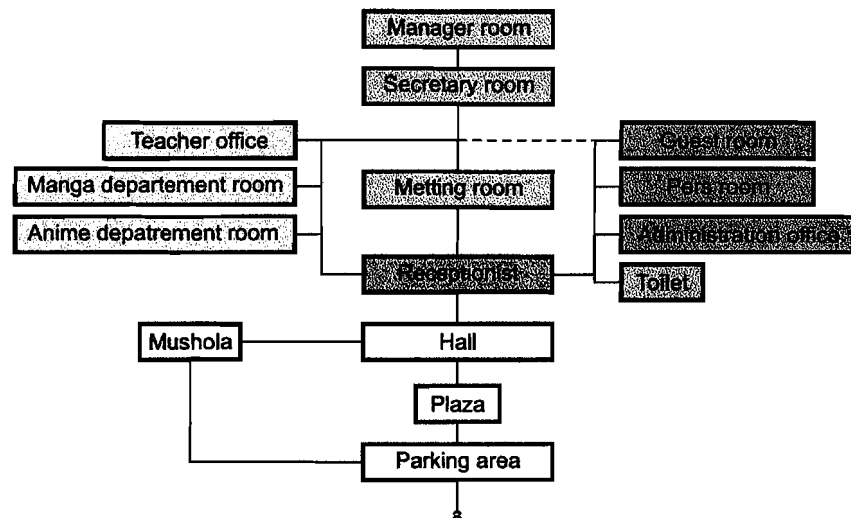 Manager room
Secretary room
Teacher office
Guest room
Manga departement room
Metting room
Pers room
Anime depatrement room
Administration office
Receptionist
Toilet
Mushola
Hall
Plaza
Parking area